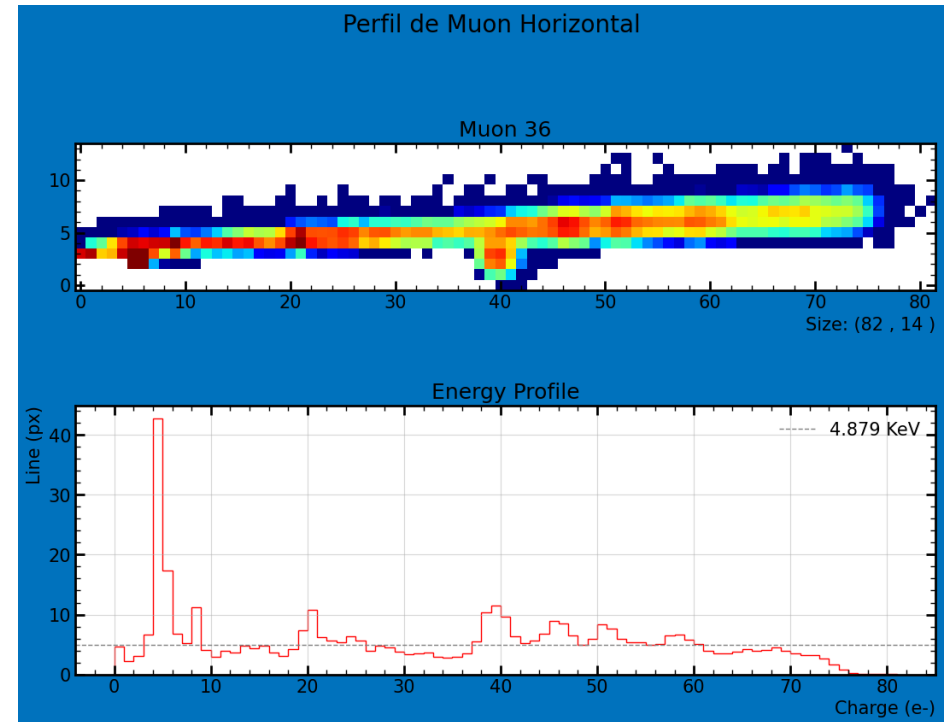 Perfil de Muon Horizontal
Muon 36
10
5
0
0 10 20 30 40 50 60 70 80
Size: (82 , 14 )
Energy Profile
Line (px)
40
30
20
10
0
4.879 KeV
0 10 20 30 40 50 60 70 80
Charge (e-)